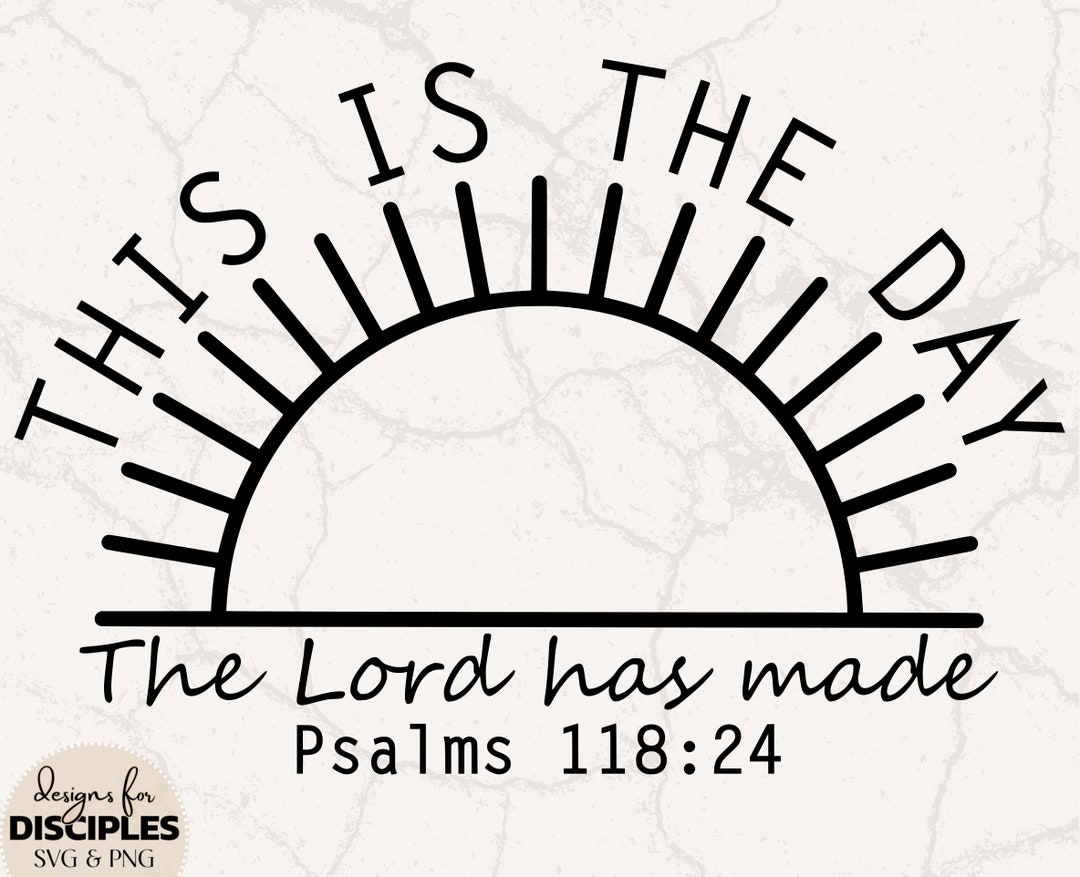 THIS IS THE DAY
The Lord has made
Psalms 118:24
designs for
DISCIPLES
SVG & PNG